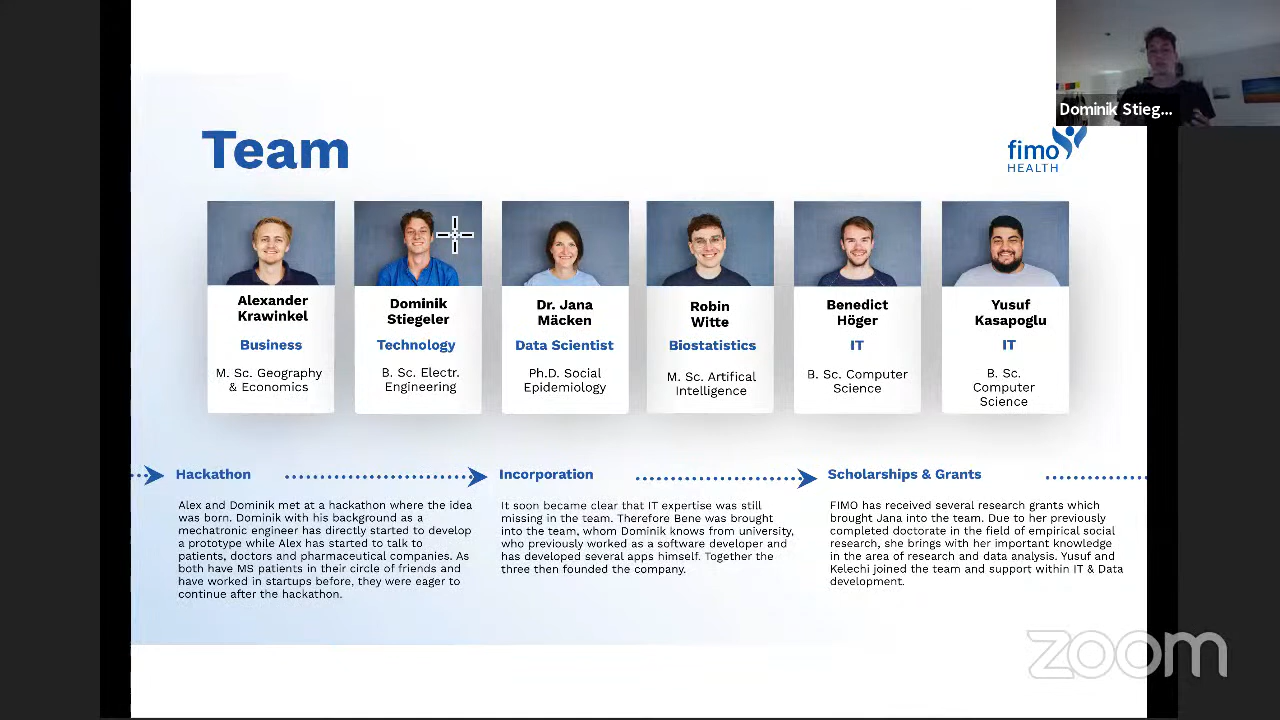 Dominik Stieg...
Team
fimo
HEALTH
Alexander
Krawinkel
Business
M. Sc. Geography
& Economics
Dominik
Stiegeler
Technology
B. Sc. Electr.
Engineering
Dr. Jana
Mäcken
Data Scientist
Ph.D. Social
Epidemiology
Robin
Witte
Biostatistics
M. Sc. Artifical
Intelligence
Benedict
Höger
IT
B. Sc. Computer
Science
Yusuf
Kasapoglu
IT
B. Sc.
Computer
Science
Hackathon
Alex and Dominik met at a hackathon where the idea
was born. Dominik with his background as a
mechatronic engineer has directly started to develop
a prototype while Alex has started to talk to
patients, doctors and pharmaceutical companies. As
both have MS patients in their circle of friends and
have worked in startups before, they were eager to
continue after the hackathon.
Incorporation
It soon became clear that IT expertise was still
missing in the team. Therefore Bene was brought
into the team, whom Dominik knows from university,
who previously worked as a software developer and
has developed several apps himself. Together the
three then founded the company.
Scholarships & Grants
FIMO has received several research grants which
brought Jana into the team. Due to her previously
completed doctorate in the field of empirical social
research, she brings with her important knowledge
in the area of research and data analysis. Yusuf and
Kelechi joined the team and support within IT & Data
development.
zoom